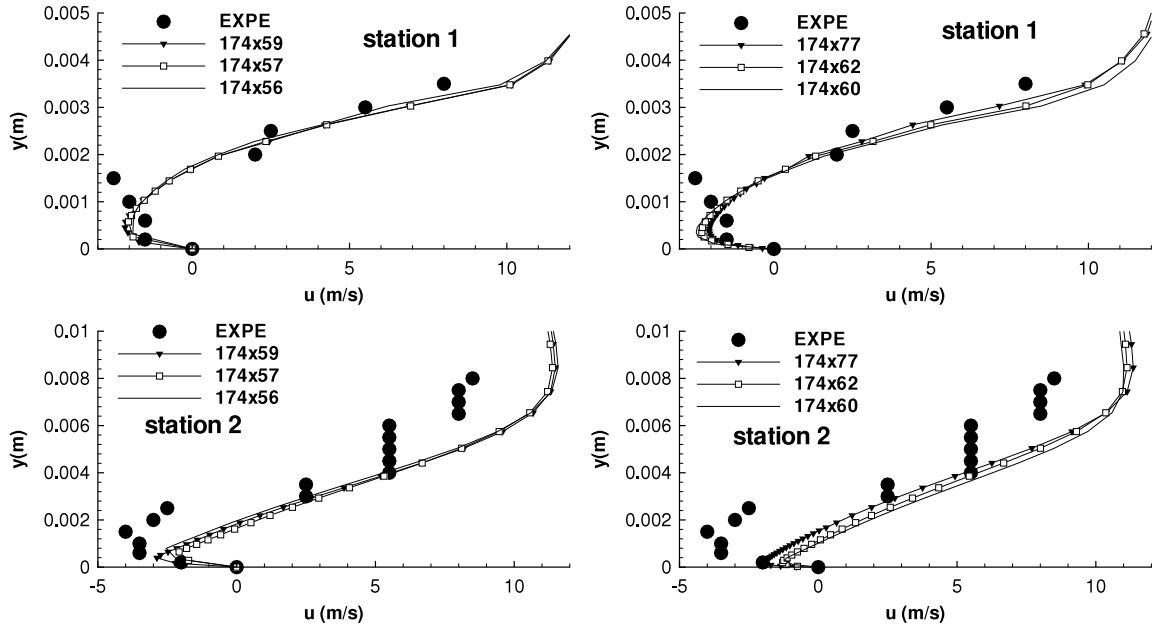 EXPE
174x59
174x57
174x56
station 1
0.005
0.004
0.003
0.002
0.001
0
y(m)
0
5
10
u (m/s)
EXPE
174x77
174x62
174x60
station 1
0.005
0.004
0.003
0.002
0.001
0
y(m)
0
5
10
u (m/s)
EXPE
174x59
174x57
174x56
station 2
0.01
0.008
0.006
0.004
0.002
0
y(m)
-5
0
5
10
u (m/s)
EXPE
174x77
174x62
174x60
station 2
0.01
0.008
0.006
0.004
0.002
0
y(m)
-5
0
5
10
u (m/s)